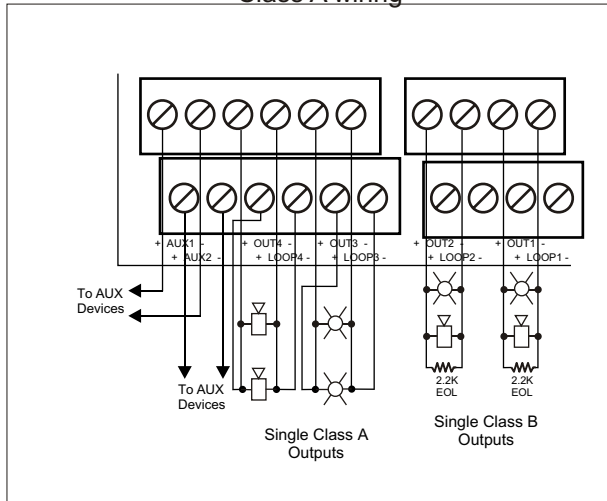 Class A wiring
+ AUX1 - + OUT4 - + OUT3 - + OUT2 - + OUT1 -
+ AUX2 - + LOOP4 - + LOOP3 - + LOOP2 - + LOOP1 -
To AUX
Devices
To AUX
Devices
2.2K
EOL
2.2K
EOL
Single Class A
Outputs
Single Class B
Outputs